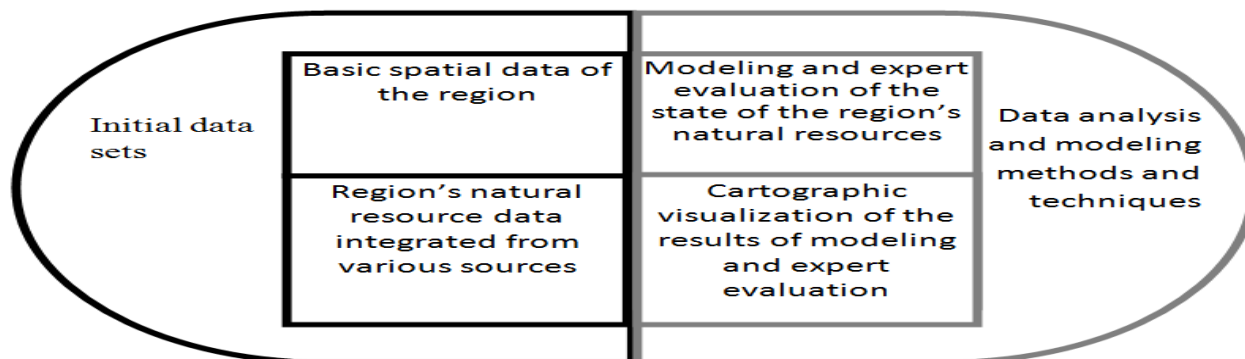 Initial data
sets
Basic spatial data of
the region
Region’s natural
resource data
integrated from
various sources
Modeling and expert
evaluation of the
state of the region’s
natural resources
Cartographic
visualization of the
results of modeling
and expert
evaluation
Data analysis
and modeling
methods and
techniques